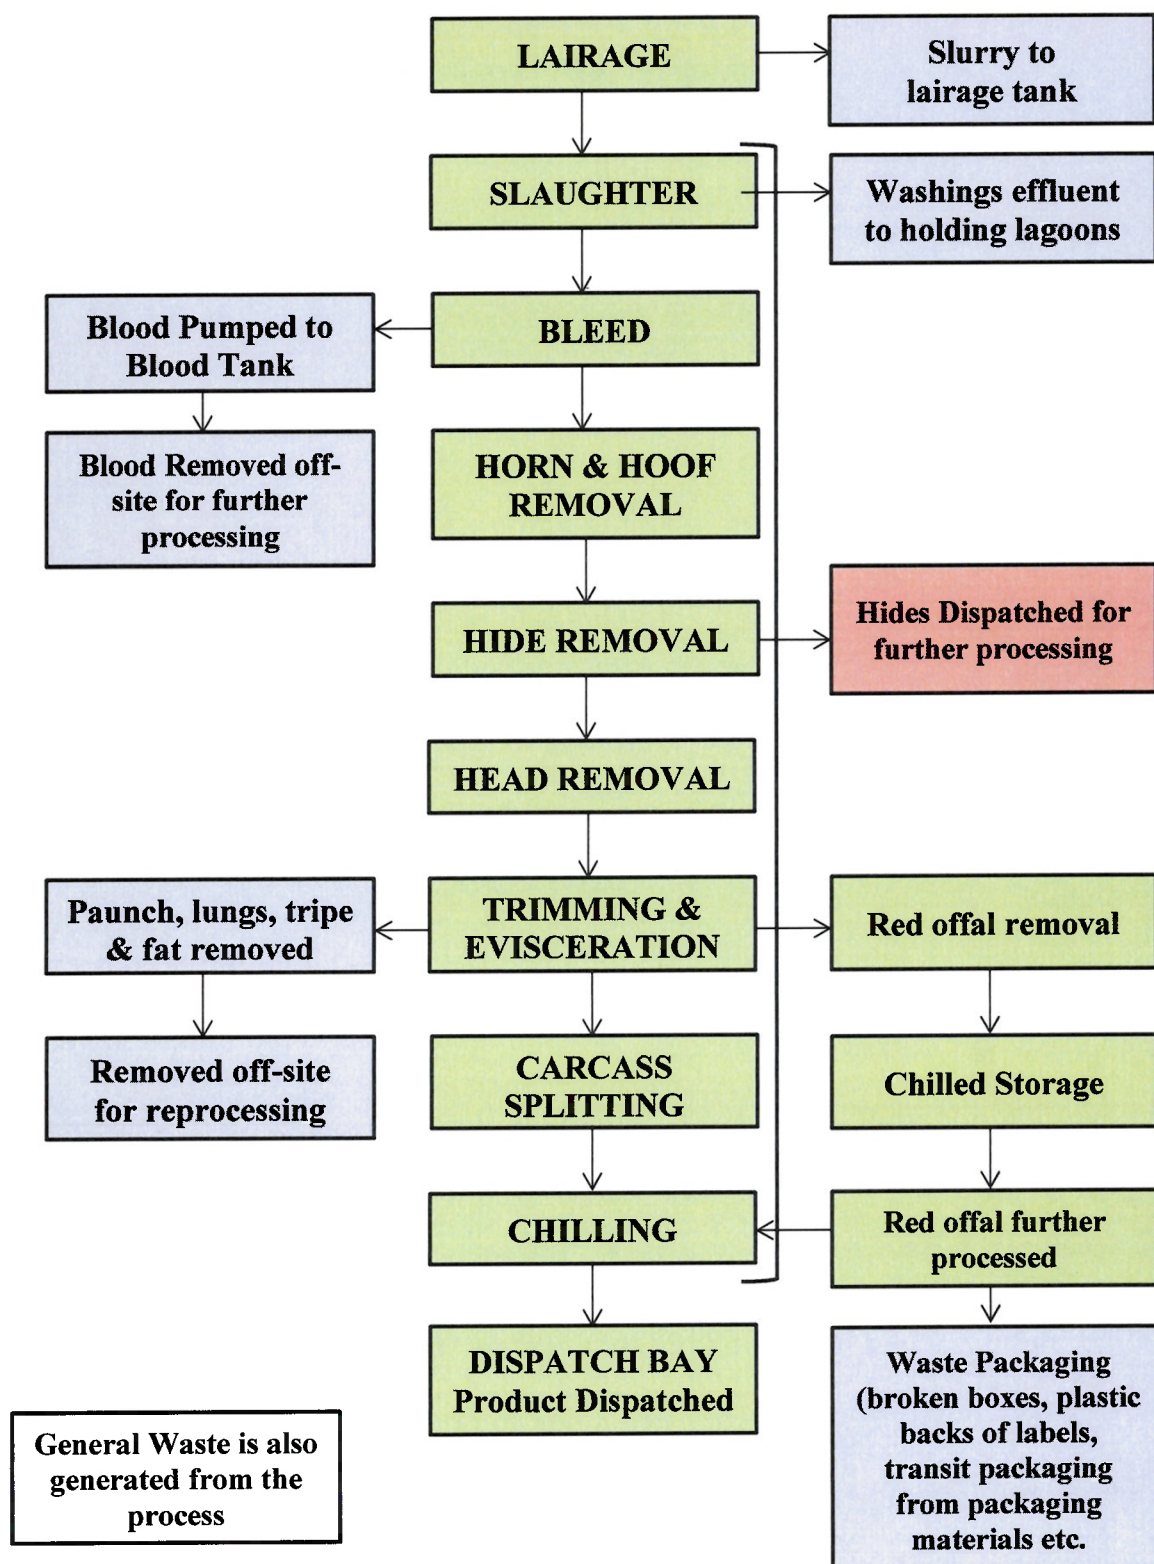 LAIRAGE
Slurry to
lairage tank
SLAUGHTER
Washings effluent
to holding lagoons
Blood Pumped to
Blood Tank
BLEED
Blood Removed off-
site for further
processing
HORN & HOOF
REMOVAL
HIDE REMOVAL
Hides Dispatched for
further processing
HEAD REMOVAL
Paunch, lungs, tripe
& fat removed
TRIMMING &
EVISCERATION
Red offal removal
Removed off-site
for reprocessing
CARCASS
SPLITTING
Chilled Storage
CHILLING
Red offal further
processed
DISPATCH BAY
Product Dispatched
Waste Packaging
(broken boxes, plastic
backs of labels,
transit packaging
from packaging
materials etc.
General Waste is also
generated from the
process